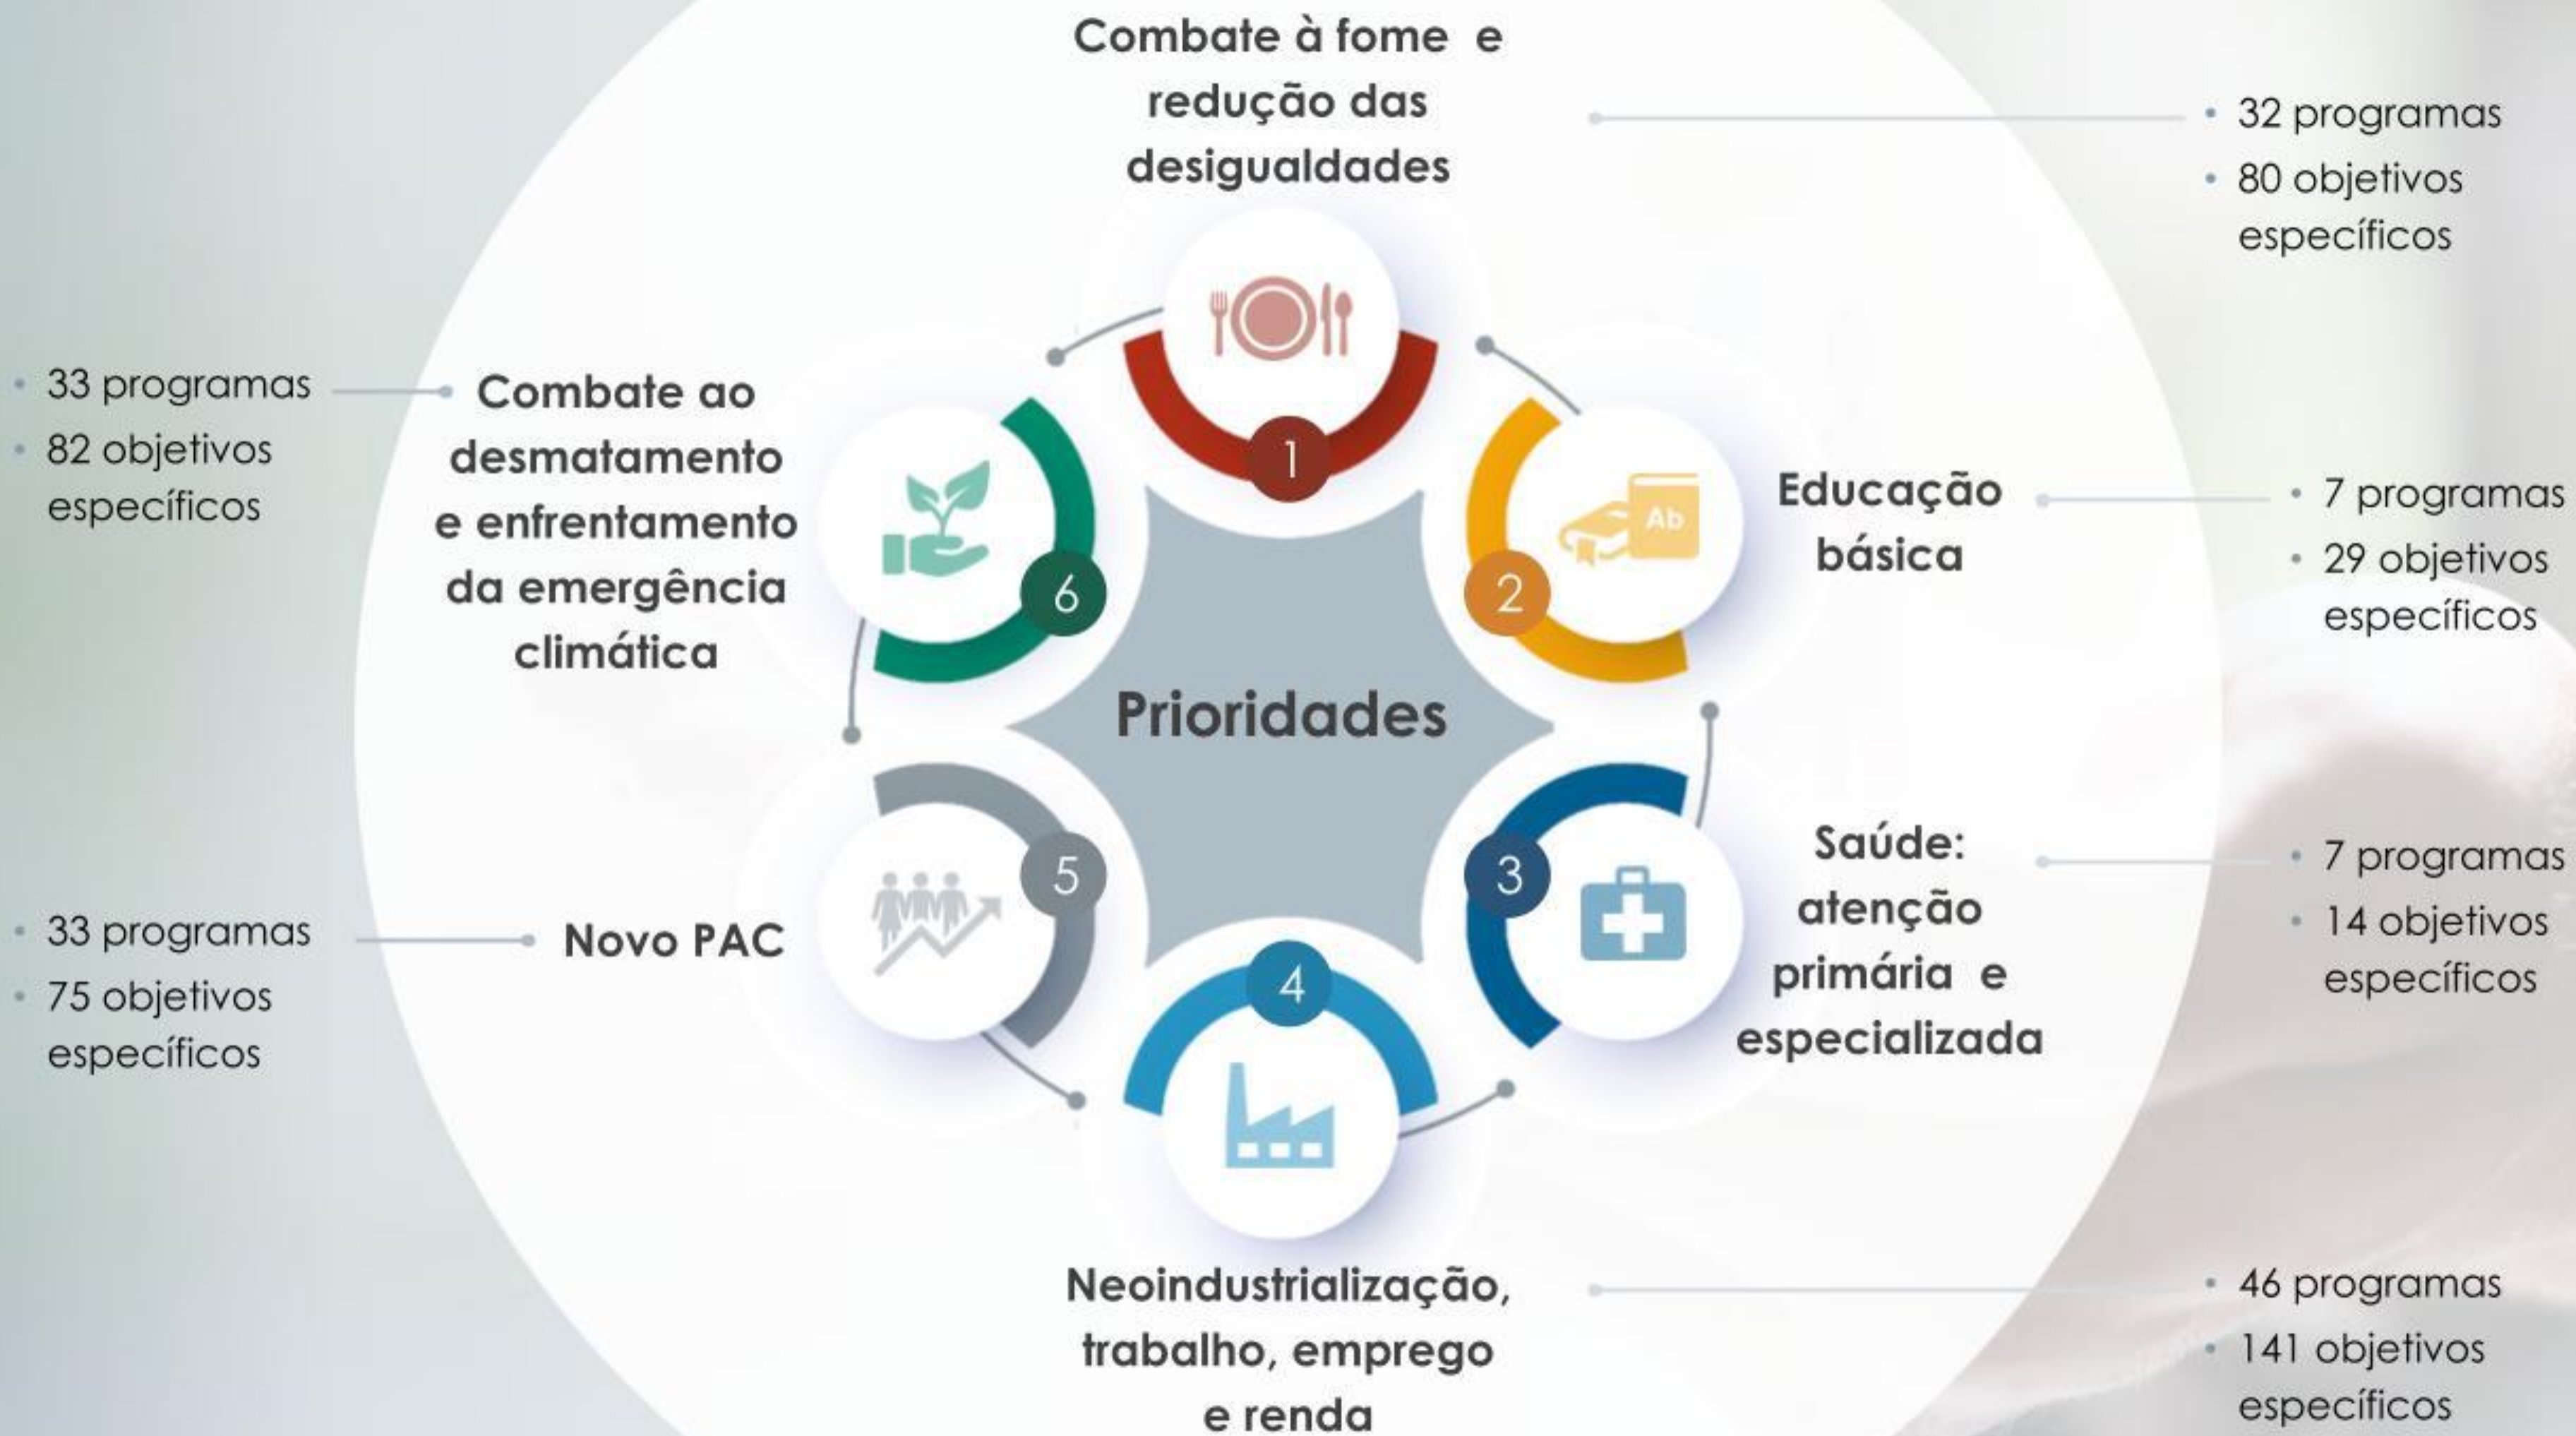 Combate à fome e
redução das
desigualdades
• 32 programas
• 80 objetivos
específicos
1
• 33 programas
• 82 objetivos
específicos
Combate ao
desmatamento
e enfrentamento
da emergência
climática
6
Ab
2
Educação
básica
• 7 programas
• 29 objetivos
específicos
Prioridades
• 33 programas
• 75 objetivos
específicos
Novo PAC
5
3
Saúde:
atenção
primária e
especializada
• 7 programas
• 14 objetivos
específicos
4
Neoindustrialização,
trabalho, emprego
e renda
• 46 programas
• 141 objetivos
específicos